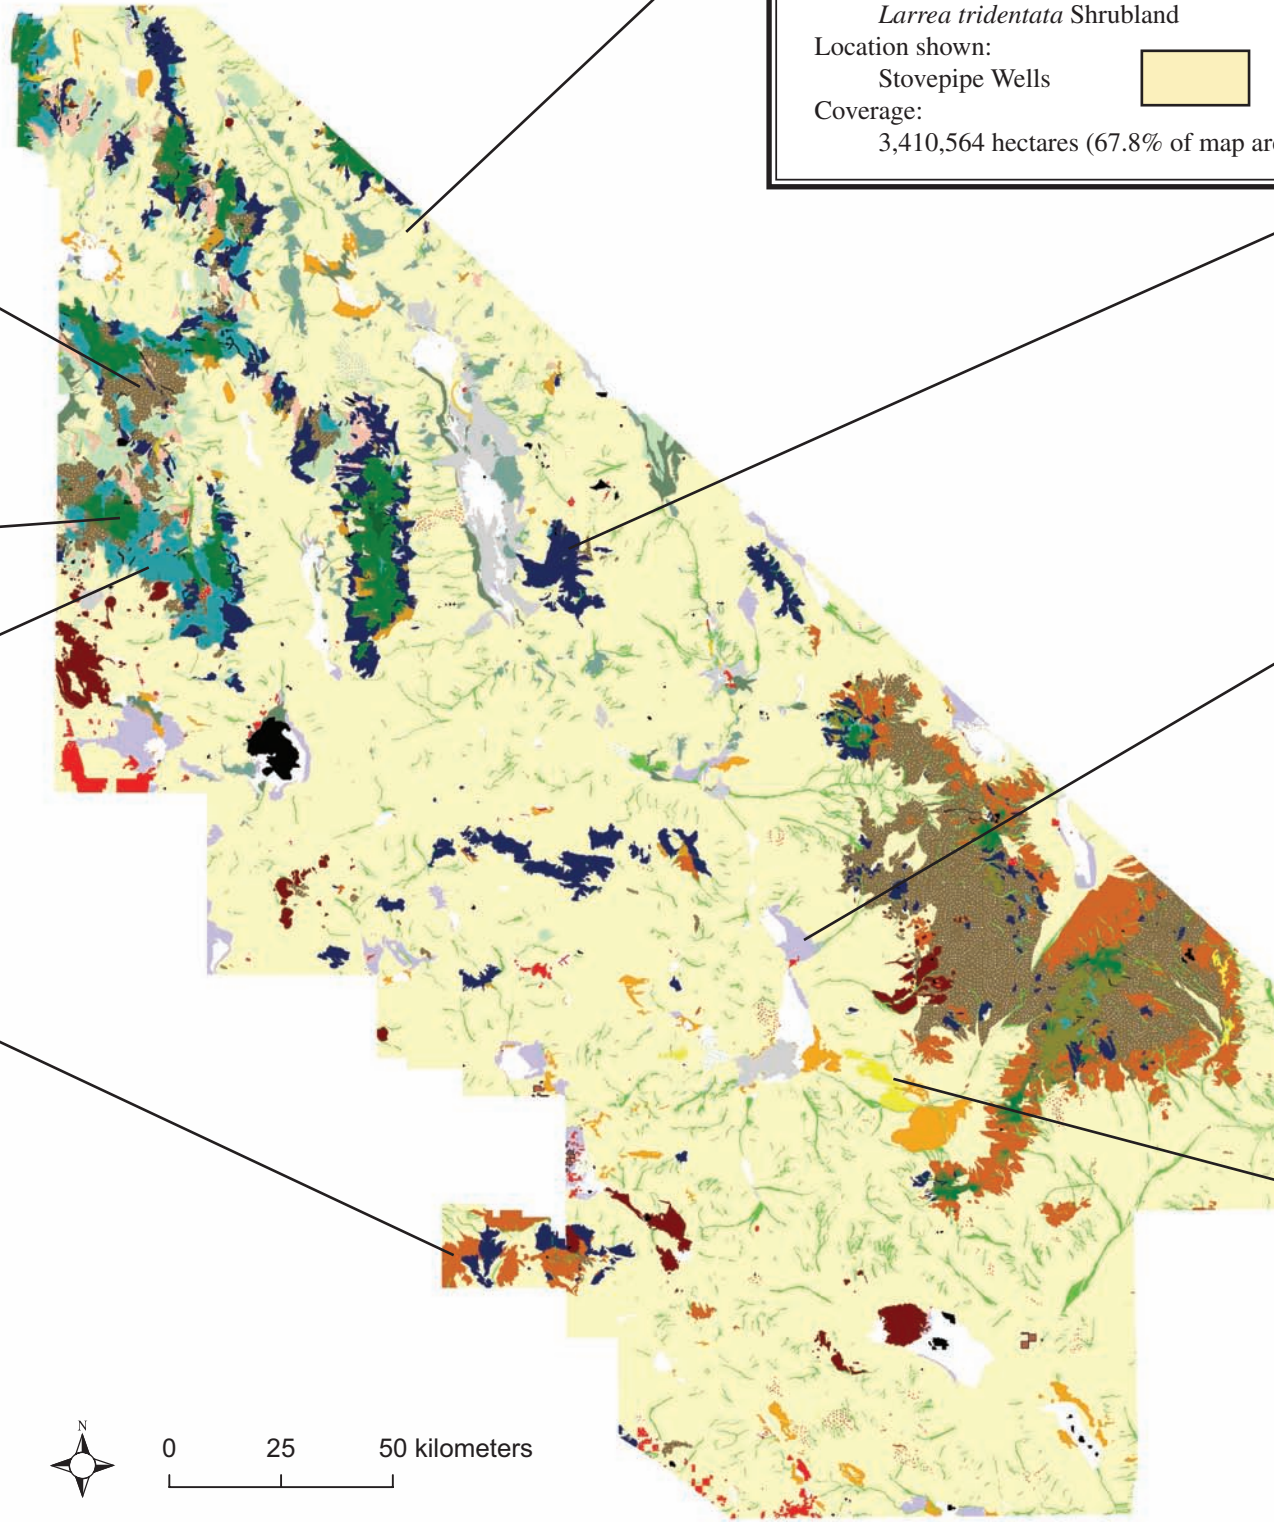 Larrea tridentata Shrubland
Location shown:
Stovepipe Wells
Coverage:
3,410,564 hectares (67.8% of map
N
0 25 50 kilometers